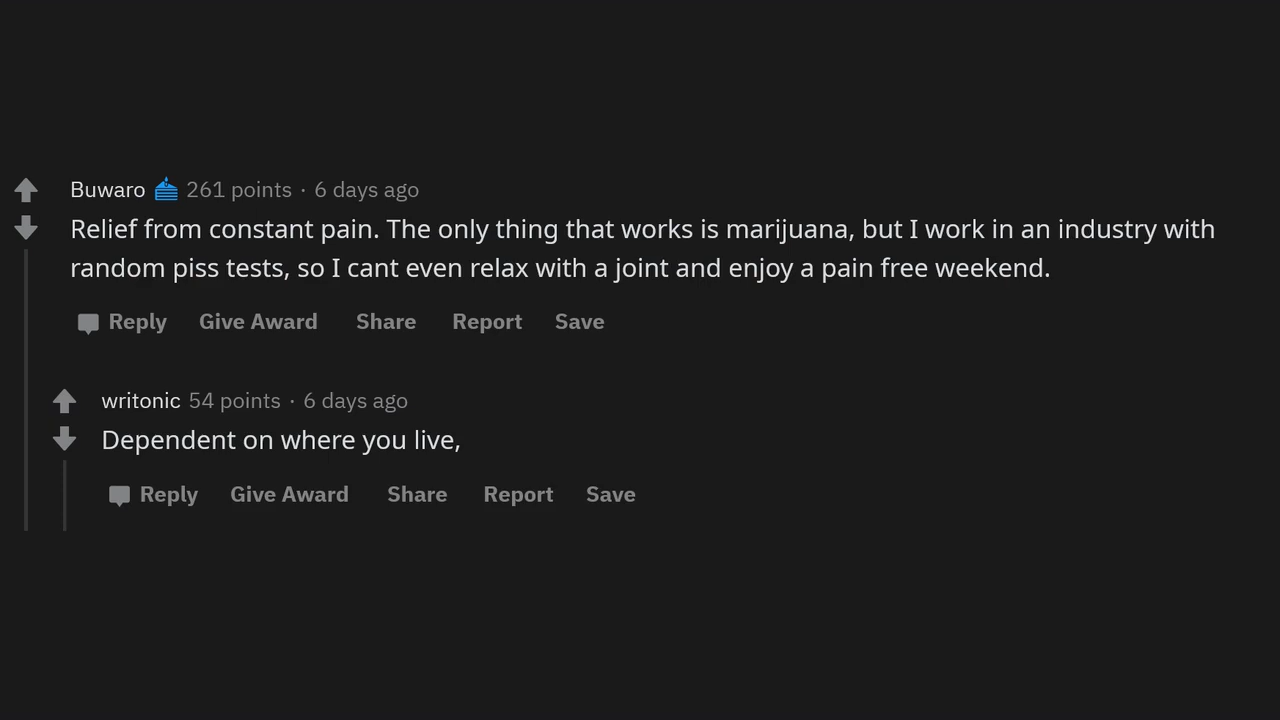 Buwaro 261 points · 6 days ago
Relief from constant pain. The only thing that works is marijuana, but I work in an industry with
random piss tests, so I cant even relax with a joint and enjoy a pain free weekend.
Reply Give Award Share Report Save
writonic 54 points · 6 days ago
Dependent on where you live,
Reply Give Award Share Report Save